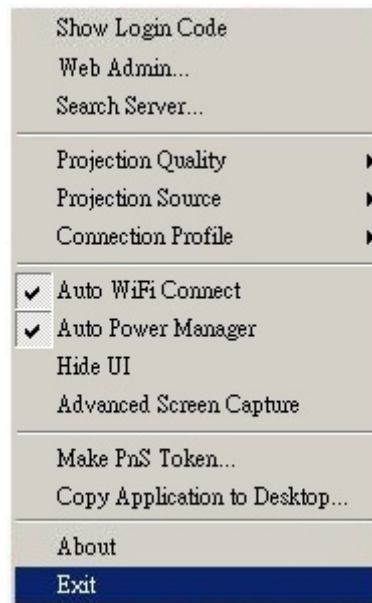 Show Login Code
Web Admin...
Search Server...
Projection Quality
Projection Source
Connection Profile
Auto WiFi Connect
Auto Power Manager
Hide UI
Advanced Screen Capture
Make PnS Token...
Copy Application to Desktop...
About
Exit